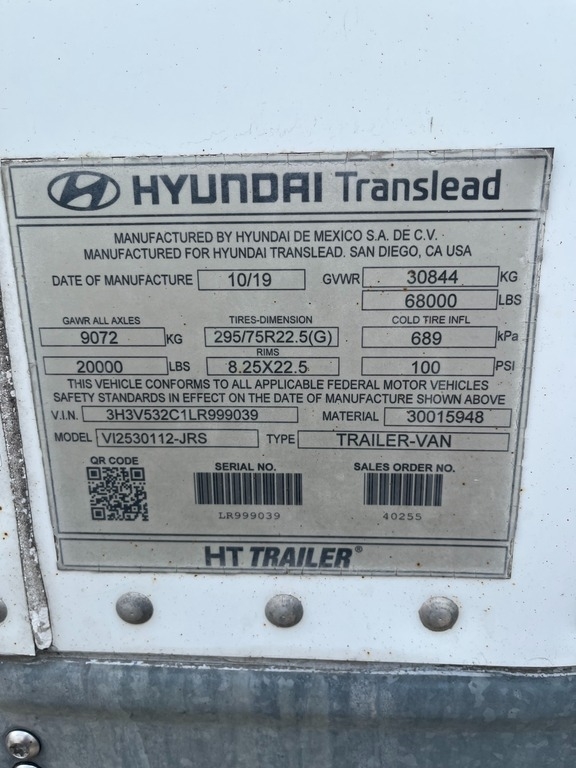 HYUNDAI Translead
MANUFACTURED BY HYUNDAI DE MEXICO S.A. DE C.V.
MANUFACTURED FOR HYUNDAI TRANSLEAD. SAN DIEGO, CA USA
DATE OF MANUFACTURE 10/19 GVWR 30844 KG
68000 LBS
GAWR ALL AXLES TIRES-DIMENSION COLD TIRE INFL
9072 KG 295/75R22.5(G) 689 kPa
RIMS
20000 LBS 8.25X22.5 100 PSI
THIS VEHICLE CONFORMS TO ALL APPLICABLE FEDERAL MOTOR VEHICLES
SAFETY STANDARDS IN EFFECT ON THE DATE OF MANUFACTURE SHOWN ABOVE
V.I.N. 3H3V532C1LR999039 MATERIAL 30015948
MODEL VI2530112-JRS TYPE TRAILER-VAN
QR CODE SERIAL NO. SALES ORDER NO.
LR999039 40255
HT TRAILER®